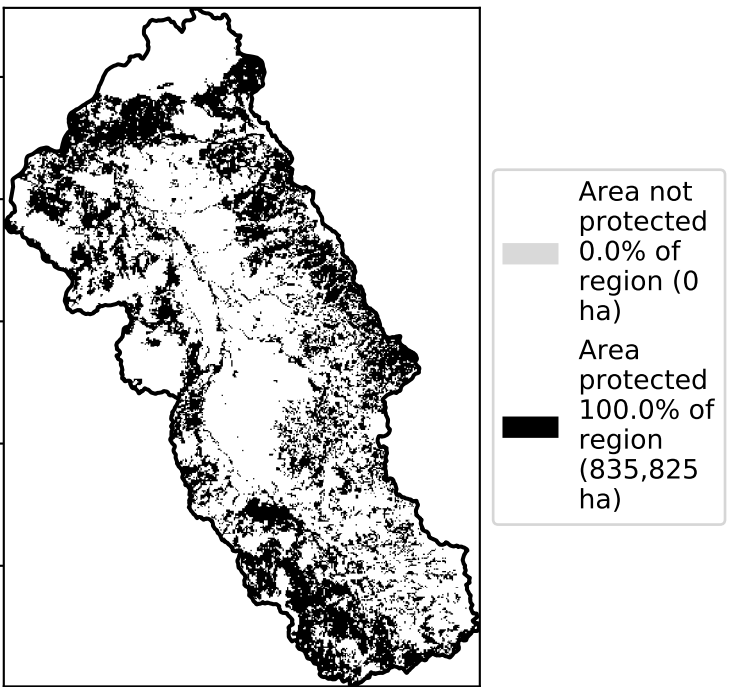 Area not
protected
0.0% of
region (0
ha)
Area
protected
100.0% of
region
(835,825
ha)